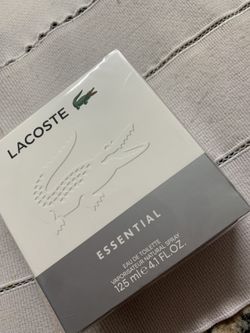 LACOSTE
ESSENTIAL
EAU DE TOILETTE
VAPORISATEUR NATURAL SPRAY
125 ml ℮ 4.1 FL.OZ.